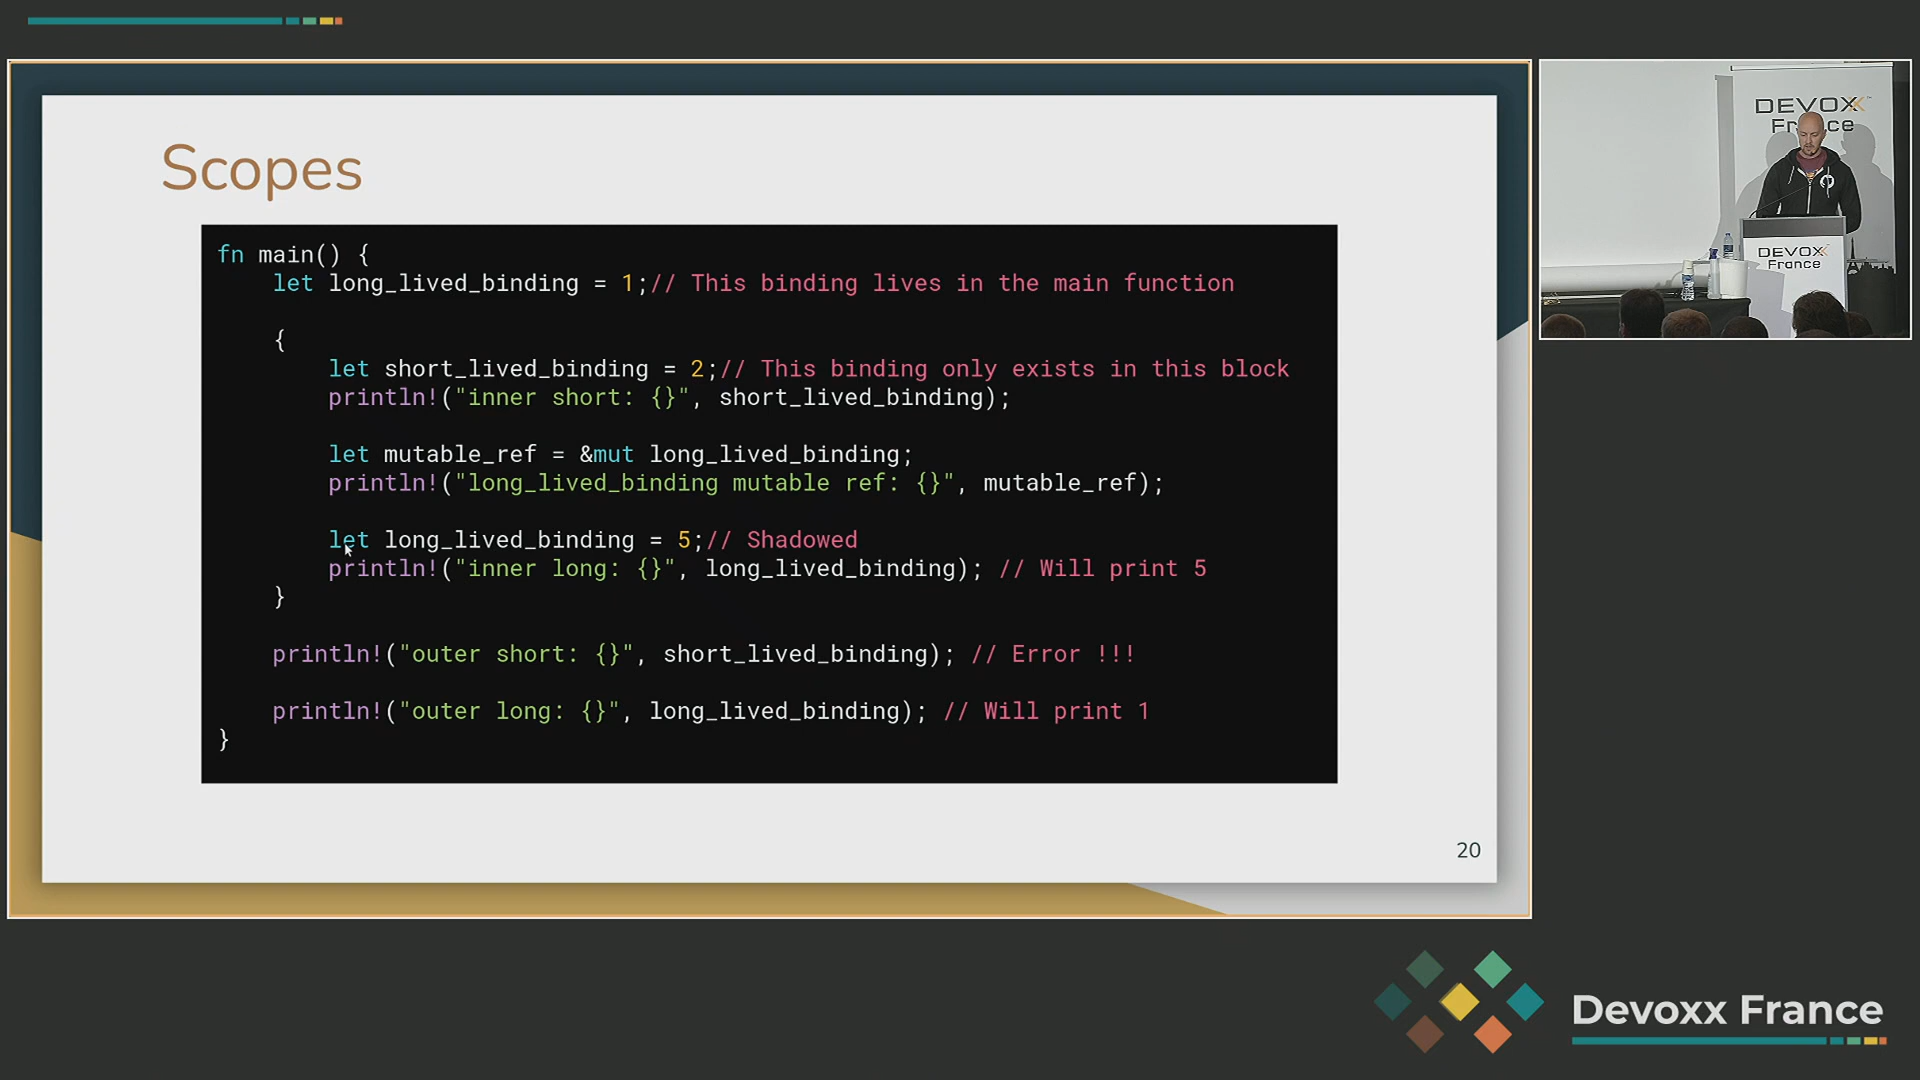 Scopes
fn main() {
    let long_lived_binding = 1;// This binding lives in the main function
    {
        let short_lived_binding = 2;// This binding only exists in this block
        println!("inner short: {}", short_lived_binding);
        let mutable_ref = &mut long_lived_binding;
        println!("long_lived_binding mutable ref: {}", mutable_ref);
        let long_lived_binding = 5;// Shadowed
        println!("inner long: {}", long_lived_binding); // Will print 5
    }
    println!("outer short: {}", short_lived_binding); // Error !!!
    println!("outer long: {}", long_lived_binding); // Will print 1
}
20
DEVOXX
France
DEVOXX
France
Devoxx France